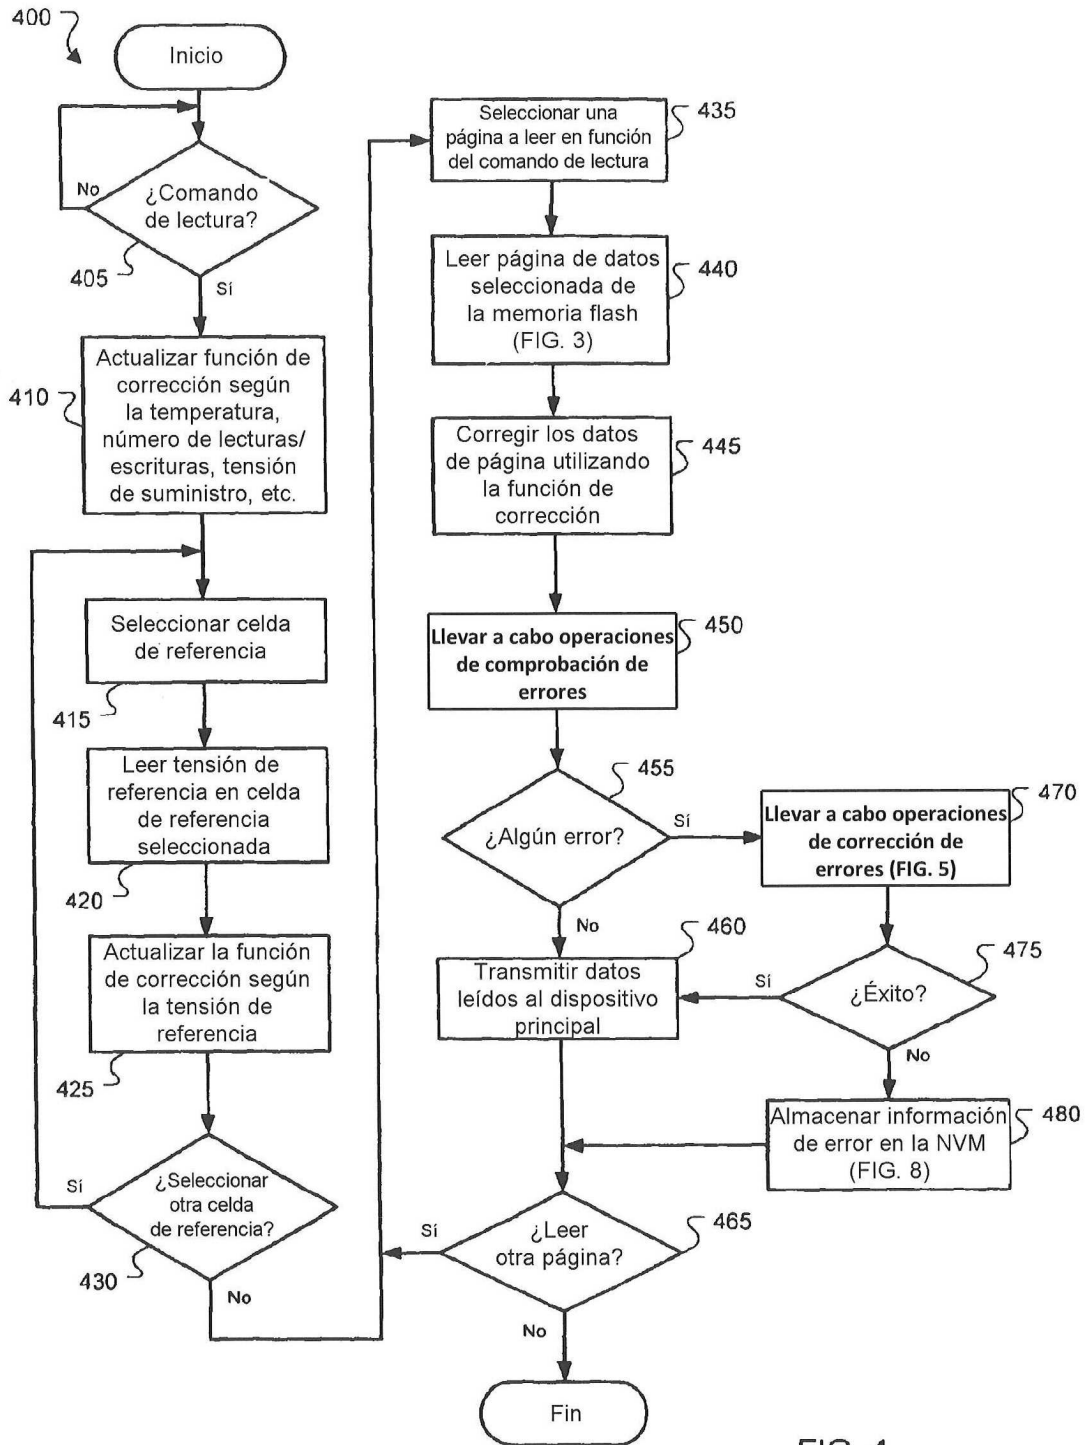 400
Inicio
¿Comando
de lectura?
No
405
Sí
Actualizar función de
corrección según
la temperatura,
número de lecturas/
escrituras, tensión
de suministro, etc.
410
Seleccionar celda
de referencia
415
Leer tensión de
referencia en celda
de referencia
seleccionada
420
Actualizar la función
de corrección según
la tensión de
referencia
425
¿Seleccionar
otra celda
de referencia?
Sí
430
No
Seleccionar una
página a leer en función
del comando de lectura
435
Leer página de datos
seleccionada de
la memoria flash
(FIG. 3)
440
Corregir los datos
de página utilizando
la función de
corrección
445
Llevar a cabo operaciones
de comprobación de
errores
450
¿Algún error?
455
Sí
No
Llevar a cabo operaciones
de corrección de
errores (FIG. 5)
470
Transmitir datos
leídos al dispositivo
principal
460
¿Éxito?
475
Sí
No
Almacenar información
de error en la NVM
(FIG. 8)
480
¿Leer
otra página?
465
Sí
No
Fin